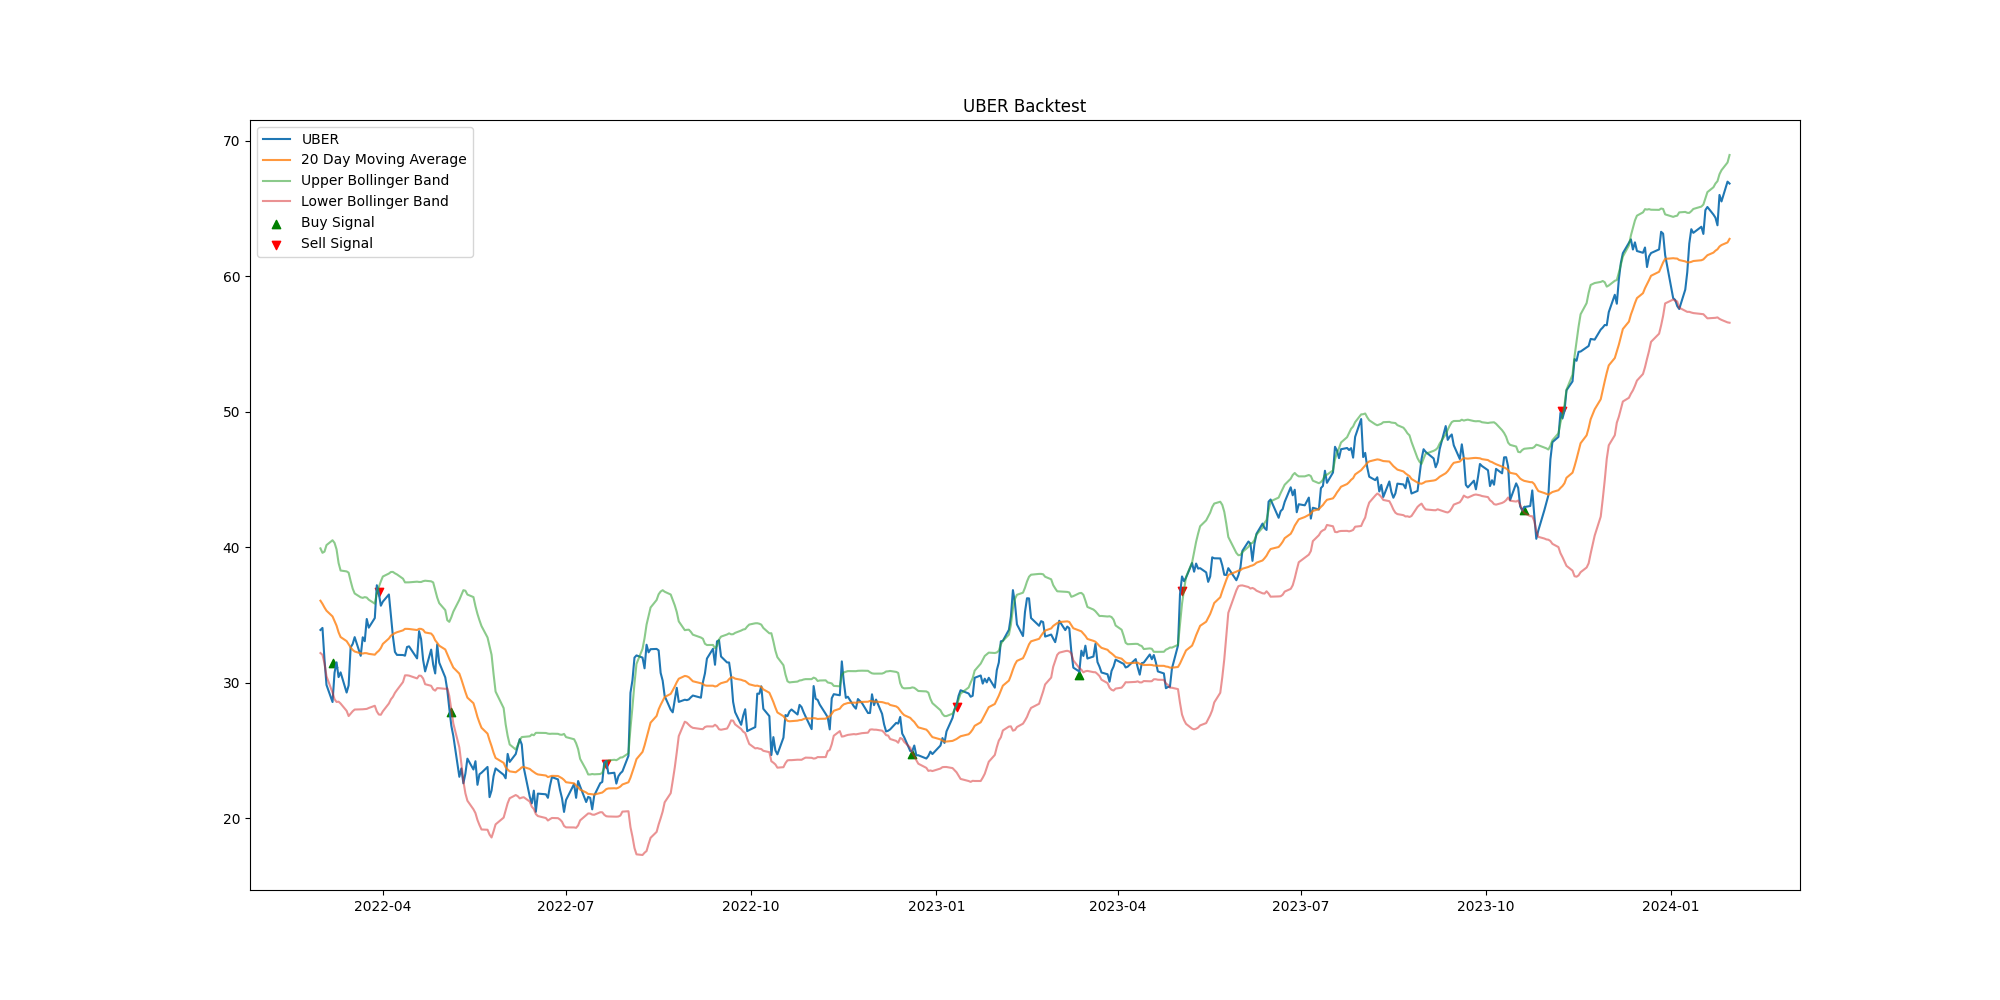 UBER Backtest
UBER
20 Day Moving Average
Upper Bollinger Band
Lower Bollinger Band
Buy Signal
Sell Signal
70
60
50
40
30
20
2022-04 2022-07 2022-10 2023-01 2023-04 2023-07 2023-10 2024-01